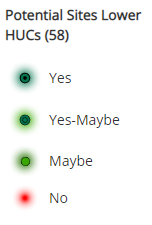 Potential Sites Lower
HUCs (58)
Yes
Yes-Maybe
Maybe
No